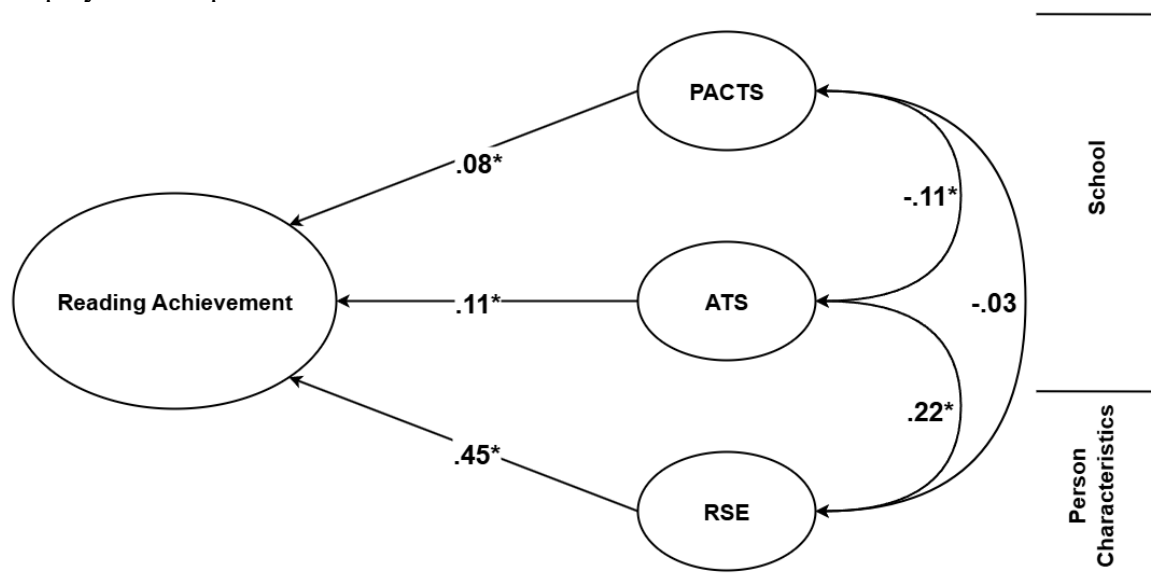 PACTS
.08*
-.11*
School
Reading Achievement
.11*
ATS
-.03
.22*
.45*
RSE
Person
Characteristics